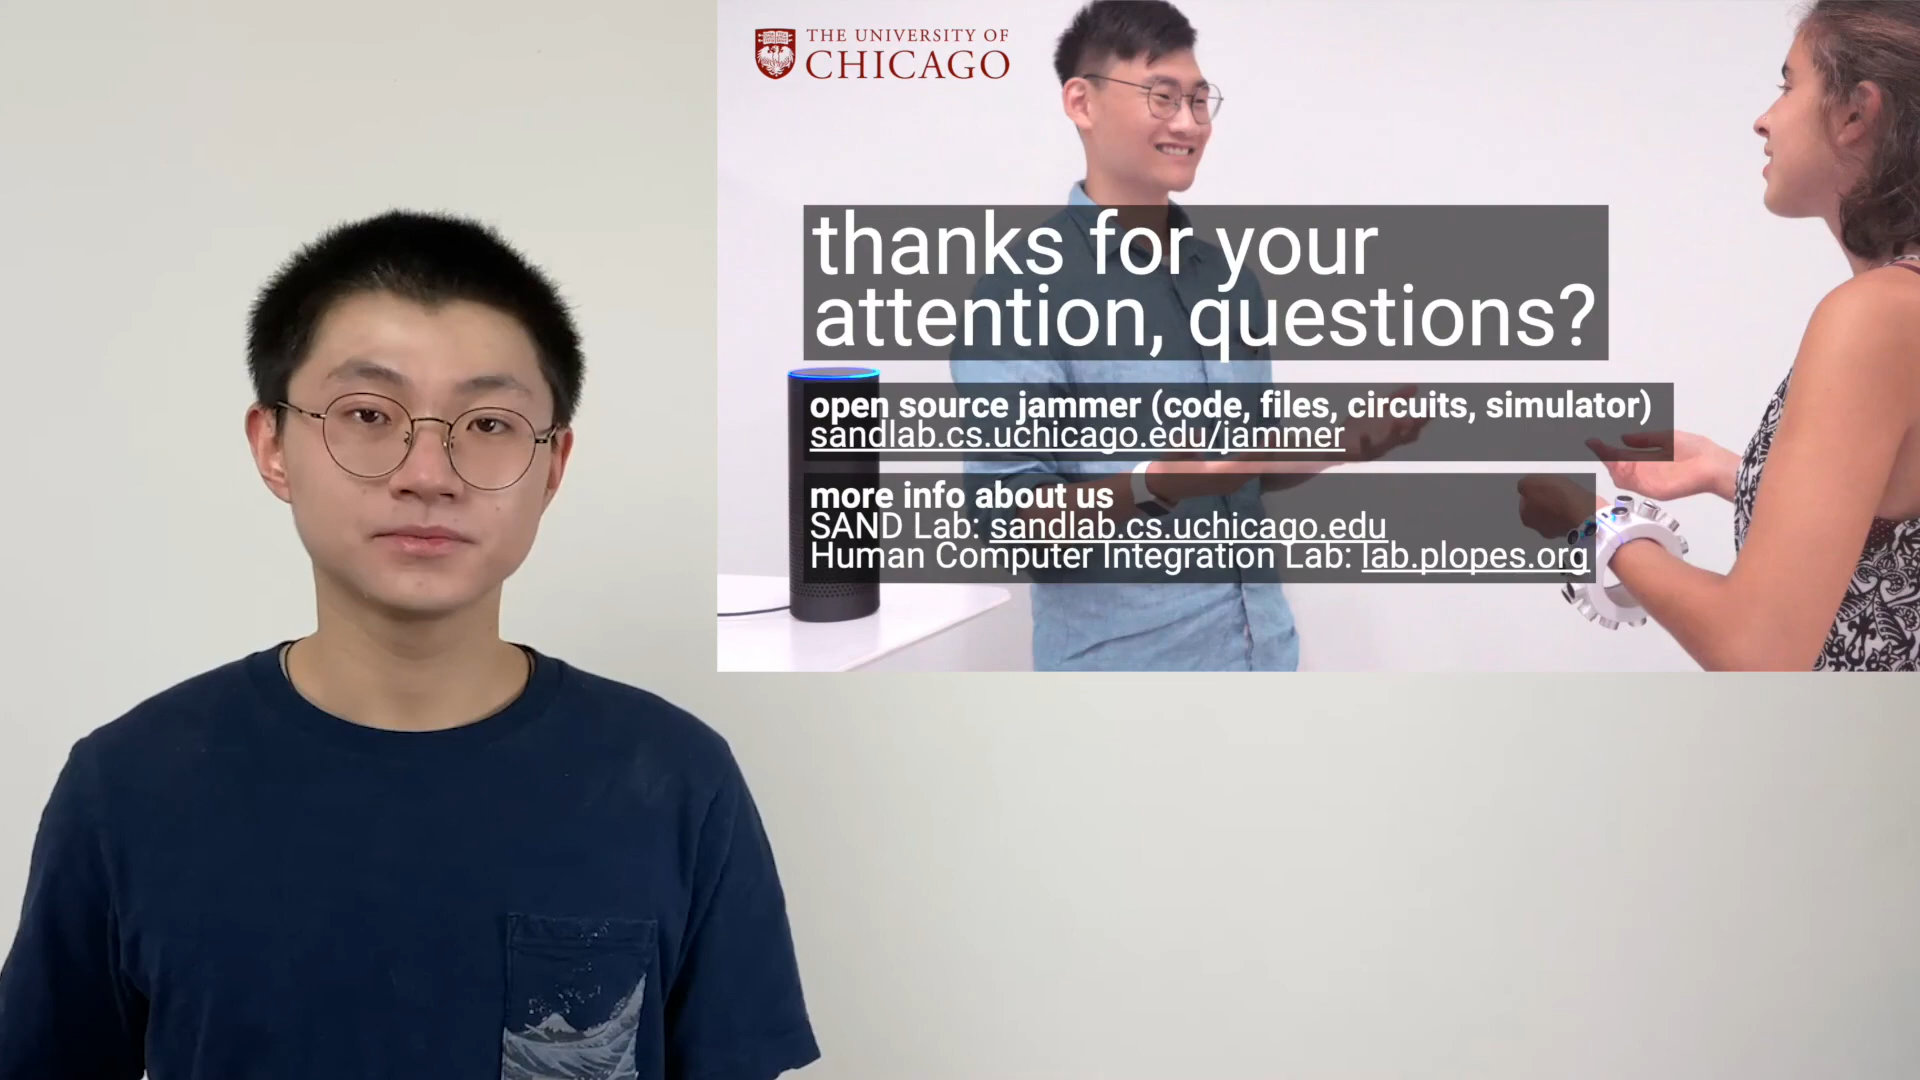 THE UNIVERSITY OF
CHICAGO
thanks for your
attention, questions?
open source jammer (code, files, circuits, simulator)
sandlab.cs.uchicago.edu/jammer
more info about us
SAND Lab: sandlab.cs.uchicago.edu
Human Computer Integration Lab: lab.plopes.org